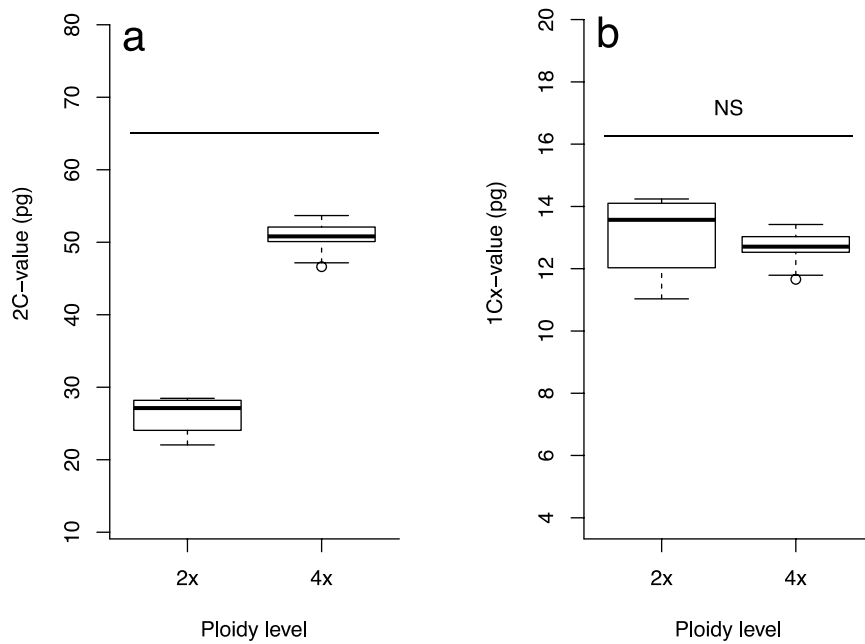 a
2C−value (pg)
80
70
60
50
40
30
20
10
2x 4x
Ploidy level
b
1Cx−value (pg)
20
18
16
14
12
10
8
6
4
NS
2x 4x
Ploidy level